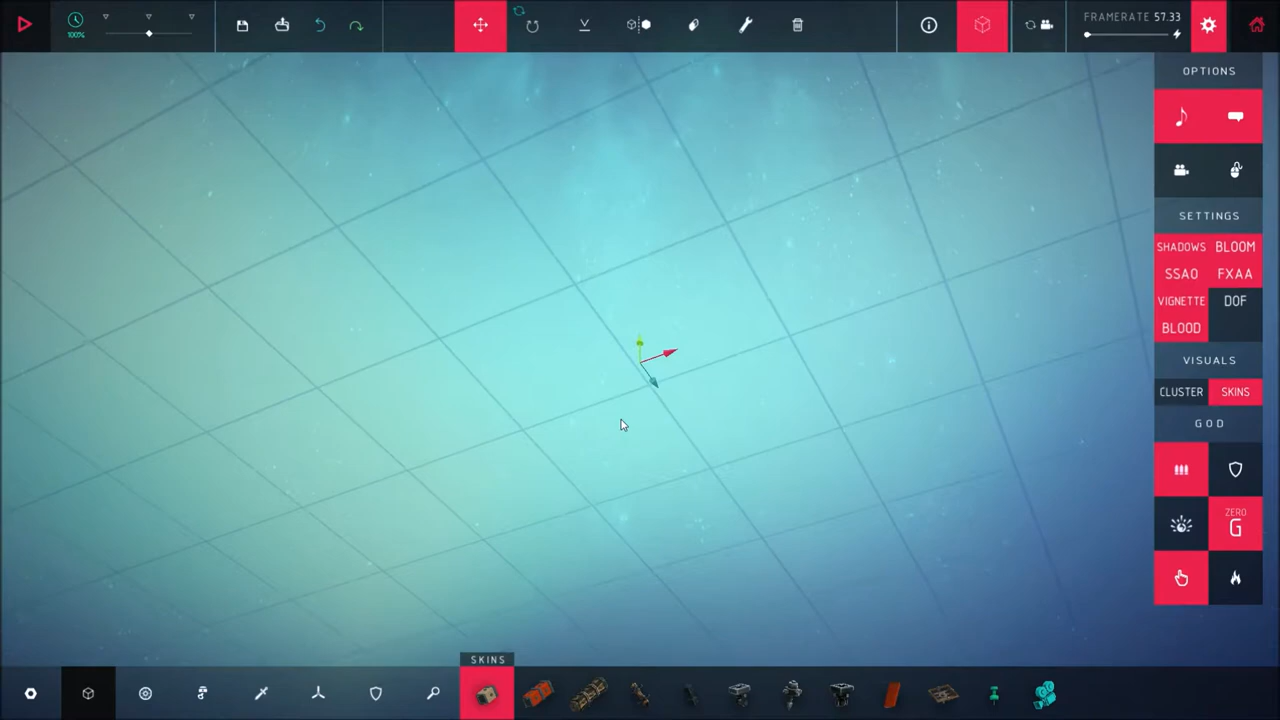 FRAMERATE 57.33
100%
OPTIONS
SETTINGS
SHADOWS BLOOM
SSAO FXAA
VIGNETTE DOF
BLOOD
VISUALS
CLUSTER SKINS
GOD
ZERO
G
SKINS